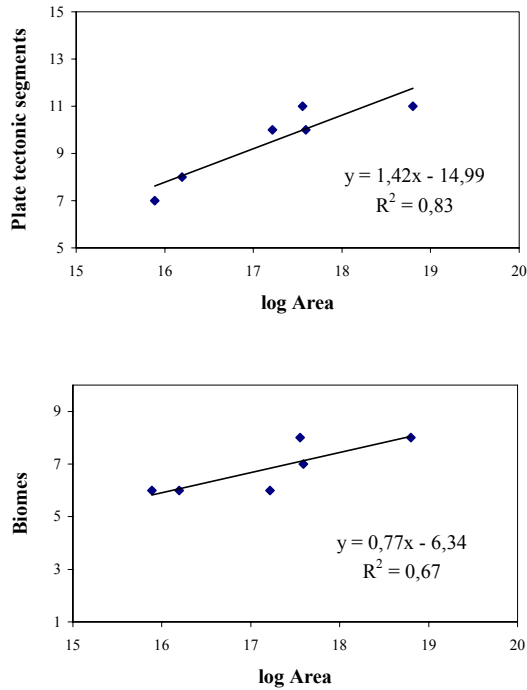 15
13
11
9
7
5
Plate tectonic segments
y = 1,42x - 14,99
R² = 0,83
15 16 17 18 19 20
log Area
9
7
5
3
1
Biomes
y = 0,77x - 6,34
R² = 0,67
15 16 17 18 19 20
log Area